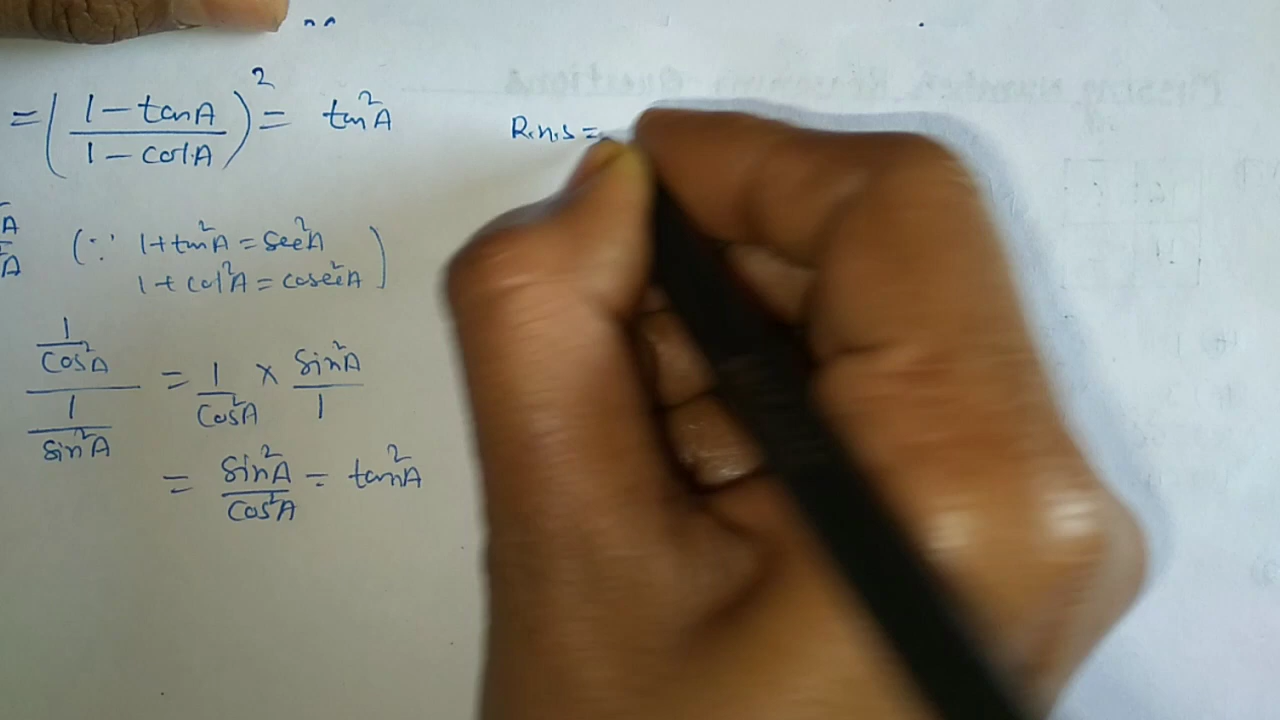 = ( (1 - tanA) / (1 - cotA) )² = tan²A
(∵ 1 + tan²A = sec²A
1 + cot²A = cosec²A)
(1/cos²A) / (1/sin²A) = 1/cos²A × sin²A/1
= sin²A/cos²A = tan²A
R.H.S =